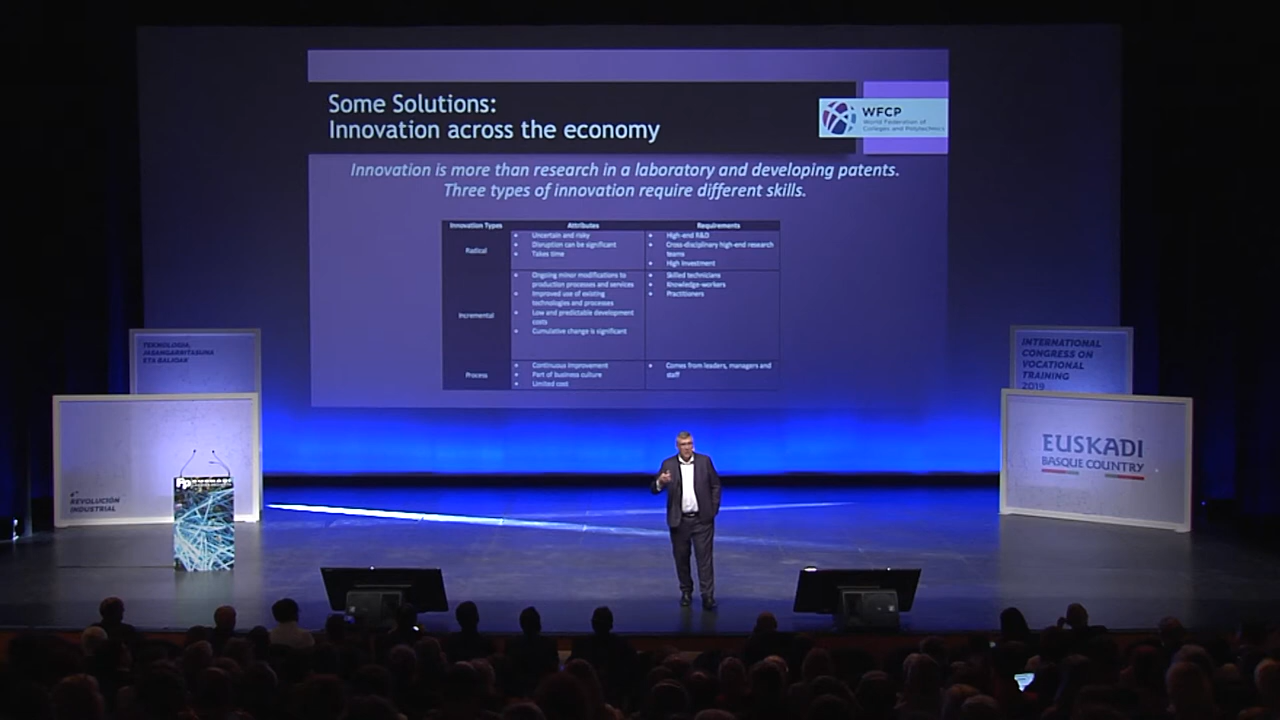 Some Solutions:
Innovation across the economy
WFCP
World Federation of
Colleges and Polytechnics
Innovation is more than research in a laboratory and developing patents.
Three types of innovation require different skills.
Innovation Types
Attributes
Requirements
Radical
Uncertain and risky
Disruption can be significant
Takes time
High-end R&D
Cross-disciplinary high-end research
teams
High Investment
Incremental
Ongoing minor modifications to
production processes and services
Improved use of existing
technologies and processes
Low and predictable development
costs
Cumulative change is significant
Skilled technicians
Knowledge-workers
Practitioners
Process
Continuous improvement
Part of business culture
Limited cost
Comes from leaders, managers and
staff
TEKNOLOGIA,
JASANGARRITASUNA
ETA BALIOAK
4ª
REVOLUCIÓN
INDUSTRIAL
INTERNATIONAL
CONGRESS ON
VOCATIONAL
TRAINING
2019
EUSKADI
BASQUE COUNTRY
Fp EUSKADI